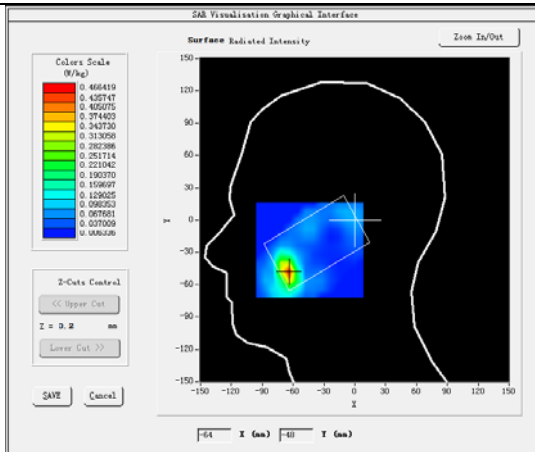 SAR Visualisation Graphical Interface
Surface Radiated Intensity
Zoom In/Out
Colors Scale
(W/kg)
0.466419
0.435747
0.405075
0.374403
0.343730
0.313058
0.282386
0.251714
0.221042
0.190370
0.159697
0.129025
0.098353
0.067681
0.037009
0.006336
Z-Cuts Control
<< Upper Cut
Z = 0.2 mm
Lower Cut >>
SAVE Cancel
150
120
90
60
30
0
-30
-60
-90
-120
-150
Y
-150 -120 -90 -60 -30 0 30 60 90 120 150
X
-64 X (mm) -48 Y (mm)